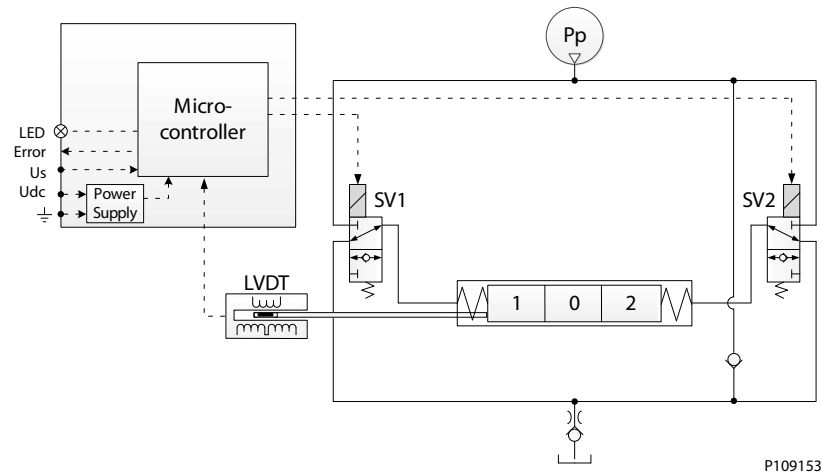 Pp
Micro-
controller
LED
Error
Us
Udc
Power
Supply
SV1
SV2
LVDT
1 0 2
P109153